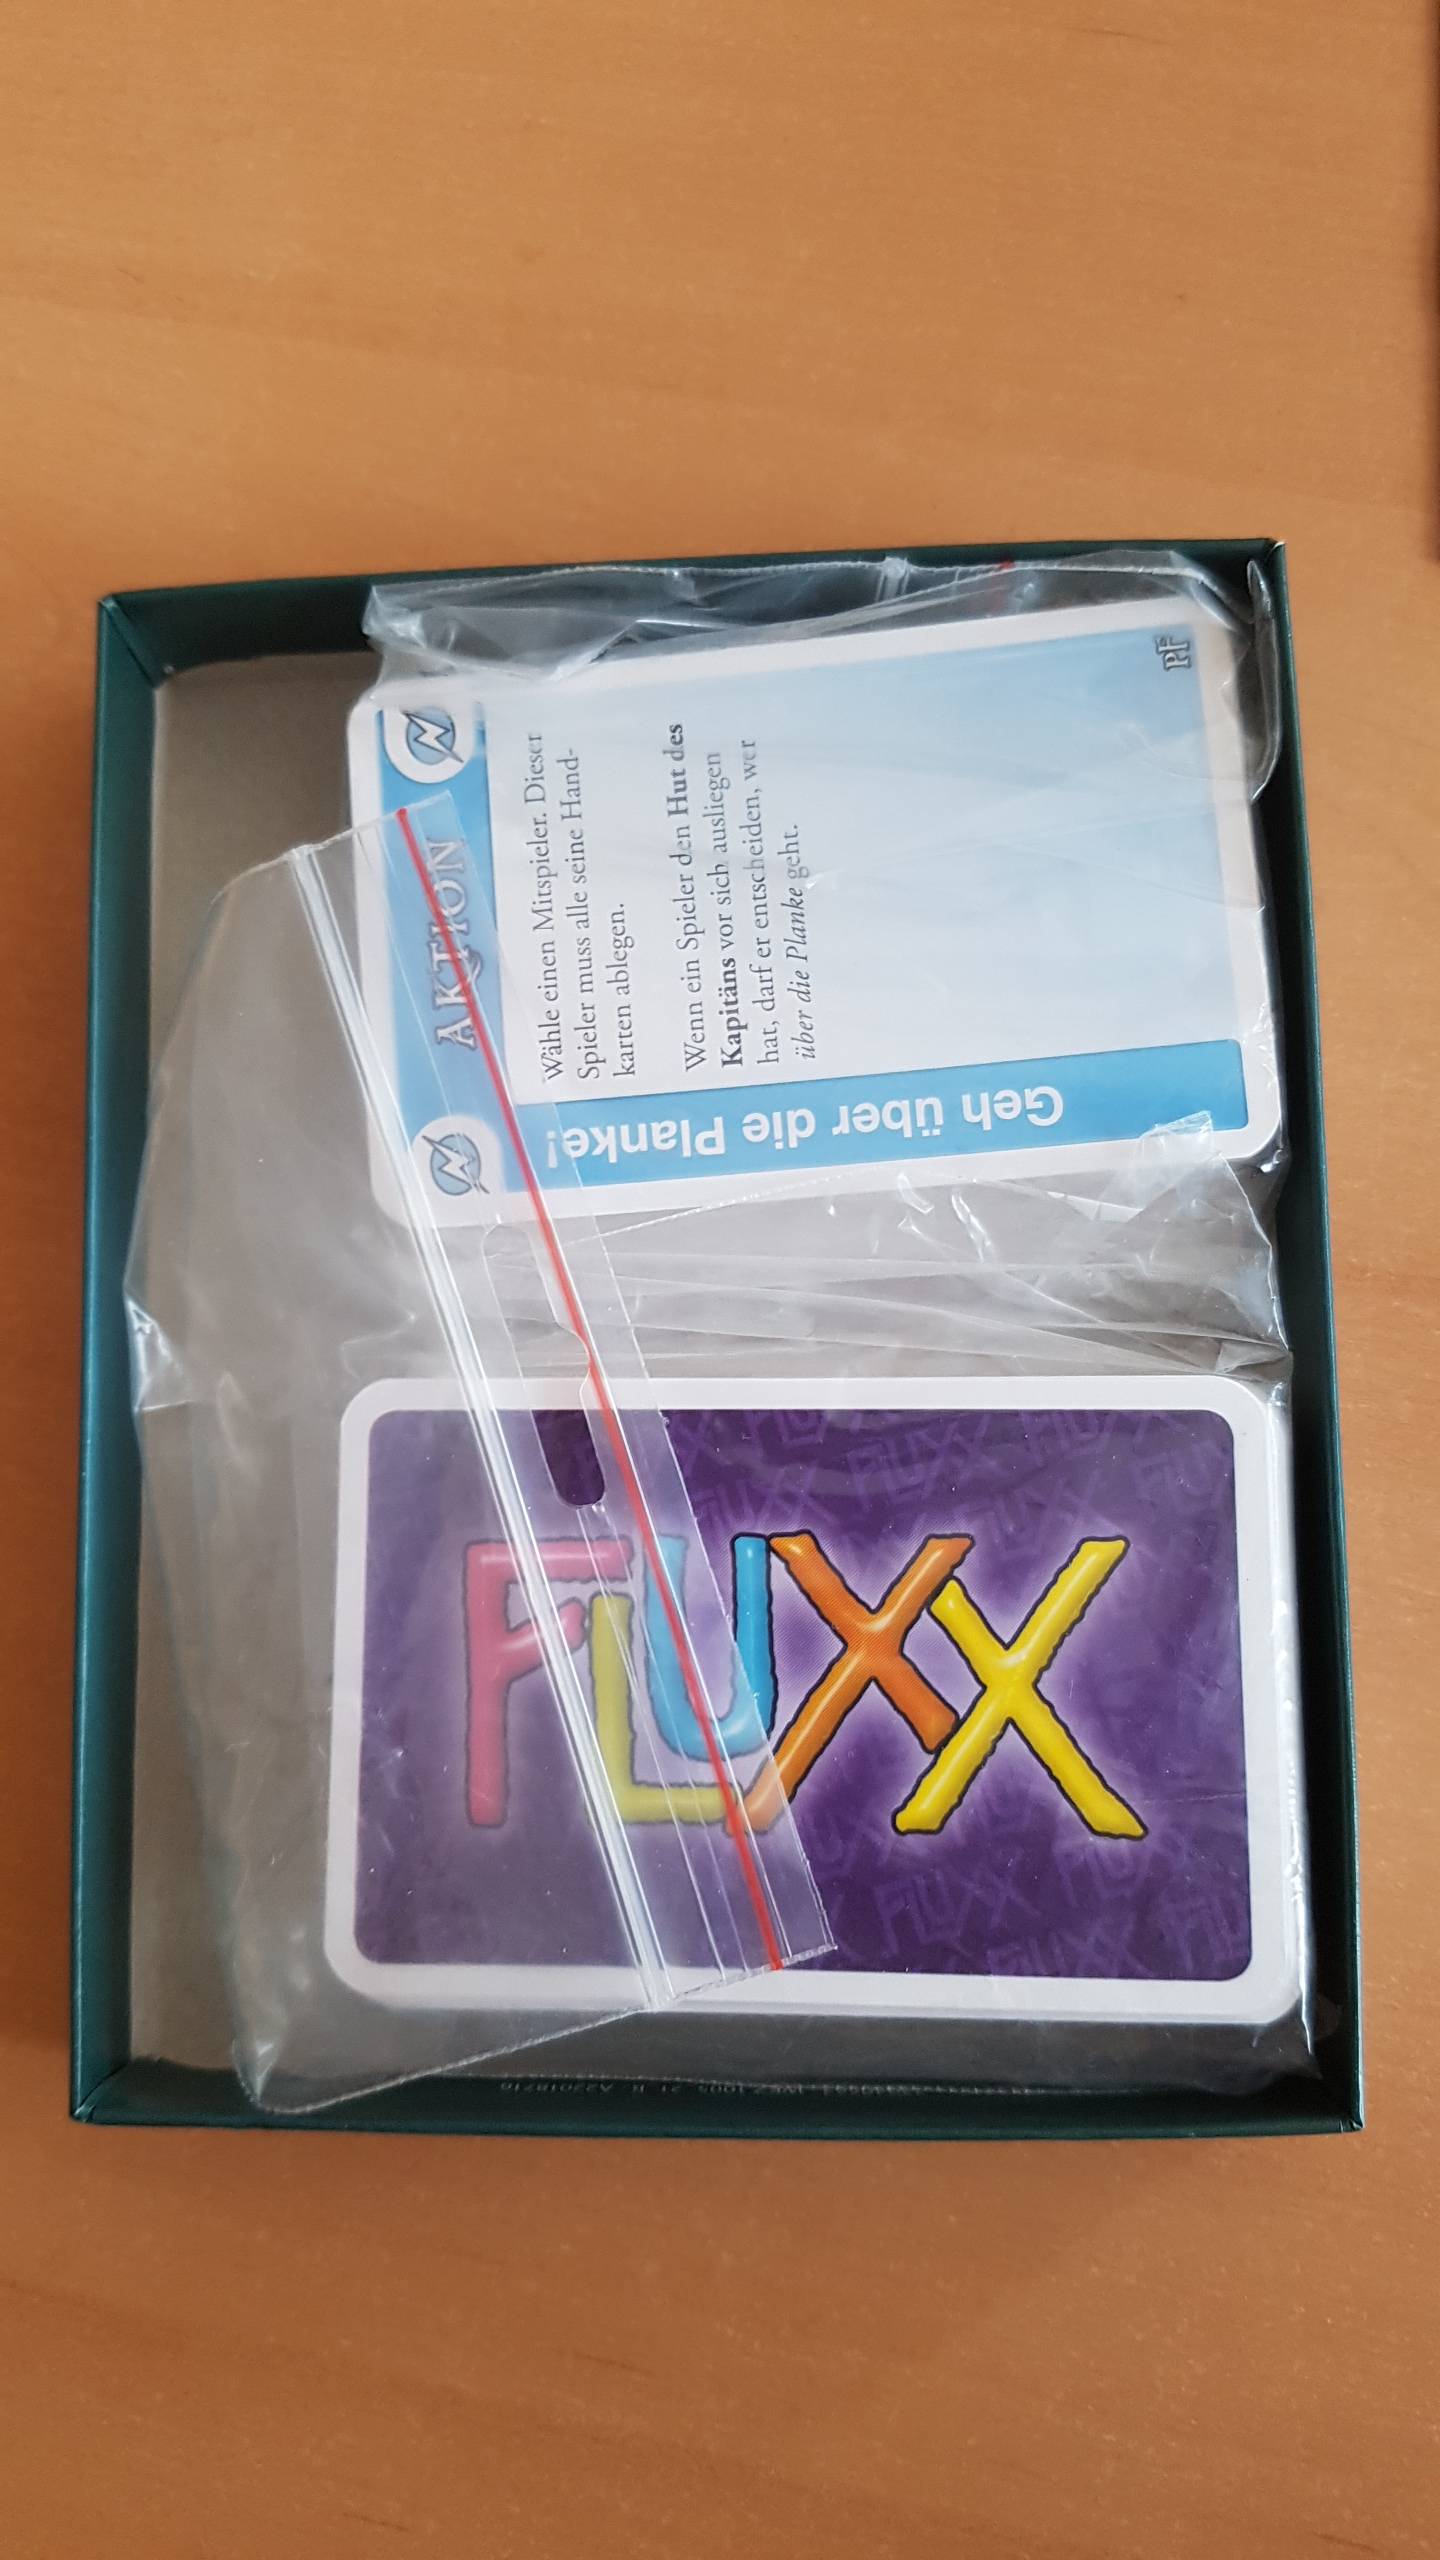 AKTION
Geh über die Planke!
Wähle einen Mitspieler. Dieser
Spieler muss alle seine Hand-
karten ablegen.
Wenn ein Spieler den Hut des
Kapitäns vor sich ausliegen
hat, darf er entscheiden, wer
über die Planke geht.
PF
FLUXX